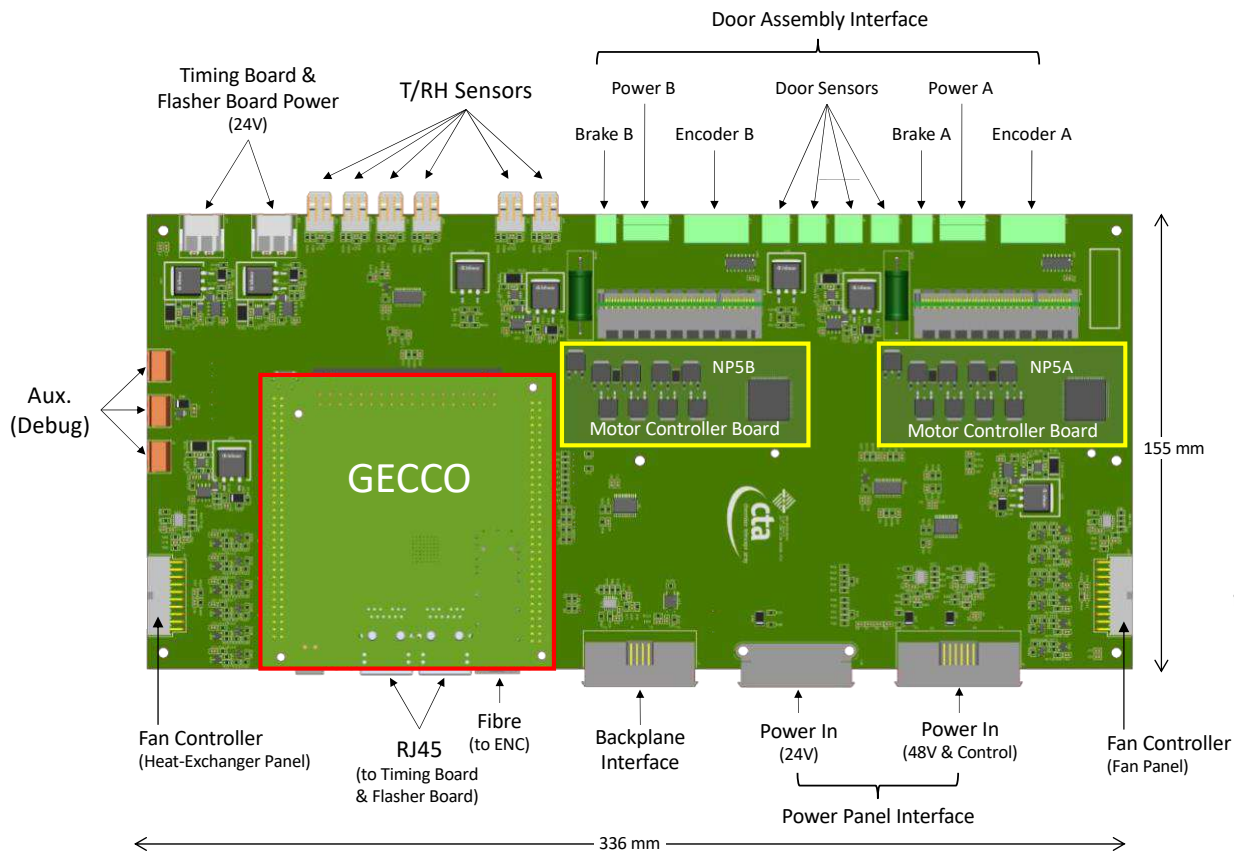 Door Assembly Interface
Timing Board &
Flasher Board Power
(24V)
T/RH Sensors
Power B
Door Sensors
Power A
Brake B
Encoder B
Brake A
Encoder A
Aux.
(Debug)
NP5B
Motor Controller Board
NP5A
Motor Controller Board
GECCO
cta
155 mm
Fan Controller
(Heat-Exchanger Panel)
RJ45
(to Timing Board
& Flasher Board)
Fibre
(to ENC)
Backplane
Interface
Power In
(24V)
Power In
(48V & Control)
Fan Controller
(Fan Panel)
Power Panel Interface
336 mm